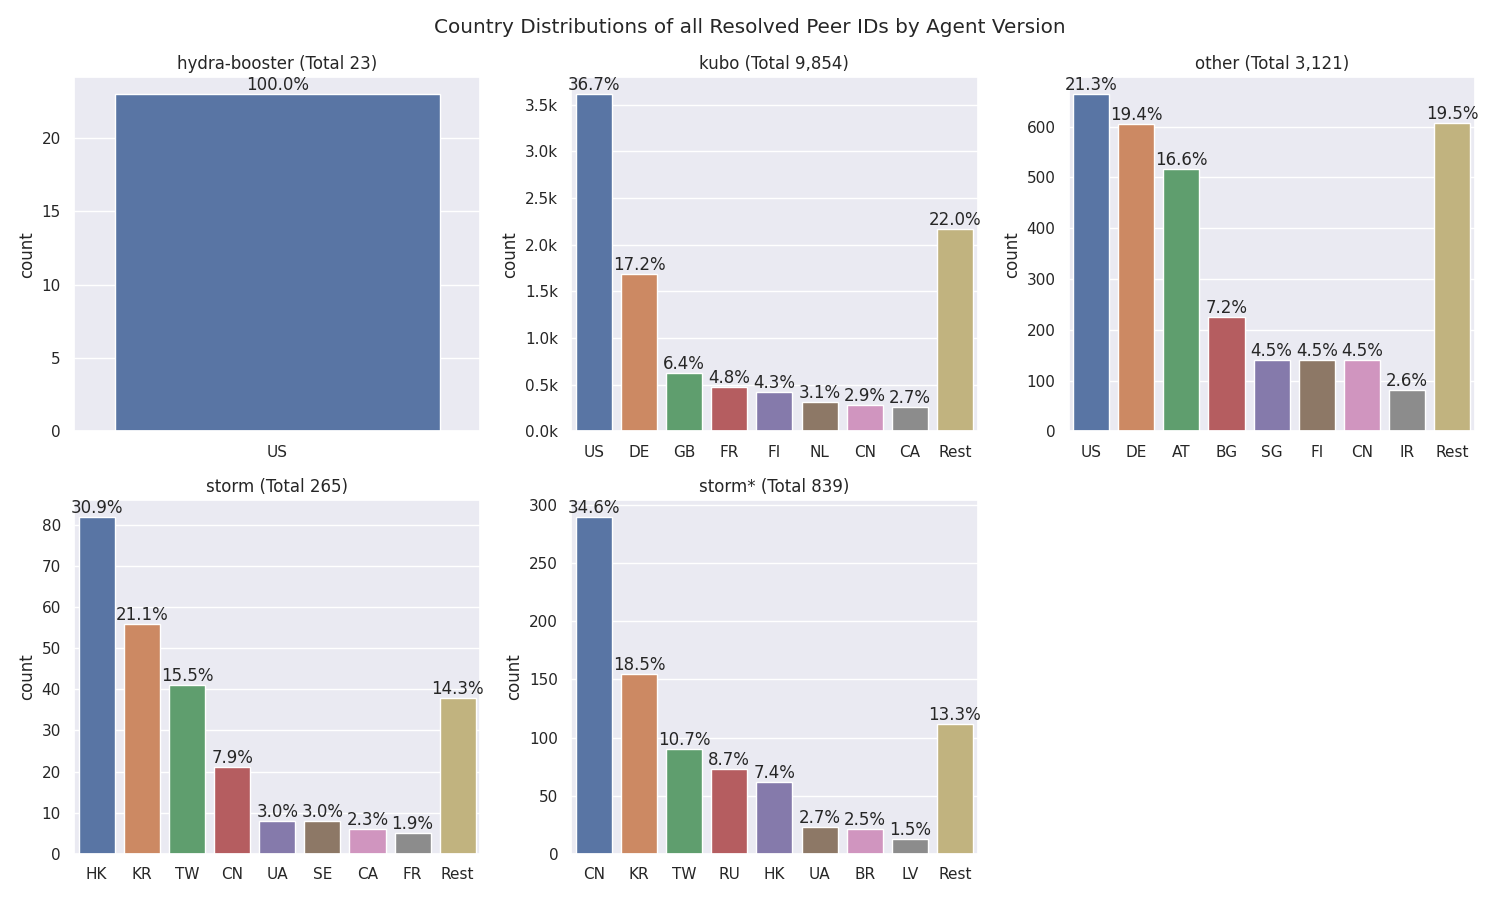 Country Distributions of all Resolved Peer IDs by Agent Version
hydra-booster (Total 23)
100.0%
20
15
10
5
0
count
US
kubo (Total 9,854)
36.7%
17.2%
6.4%
4.8%
4.3%
3.1%
2.9%
2.7%
22.0%
3.5k
3.0k
2.5k
2.0k
1.5k
1.0k
0.5k
0.0k
count
US DE GB FR FI NL CN CA Rest
other (Total 3,121)
21.3%
19.4%
16.6%
7.2%
4.5%
4.5%
4.5%
2.6%
19.5%
600
500
400
300
200
100
0
count
US DE AT BG SG FI CN IR Rest
storm (Total 265)
30.9%
21.1%
15.5%
7.9%
3.0%
3.0%
2.3%
1.9%
14.3%
80
70
60
50
40
30
20
10
0
count
HK KR TW CN UA SE CA FR Rest
storm* (Total 839)
34.6%
18.5%
10.7%
8.7%
7.4%
2.7%
2.5%
1.5%
13.3%
300
250
200
150
100
50
0
count
CN KR TW RU HK UA BR LV Rest